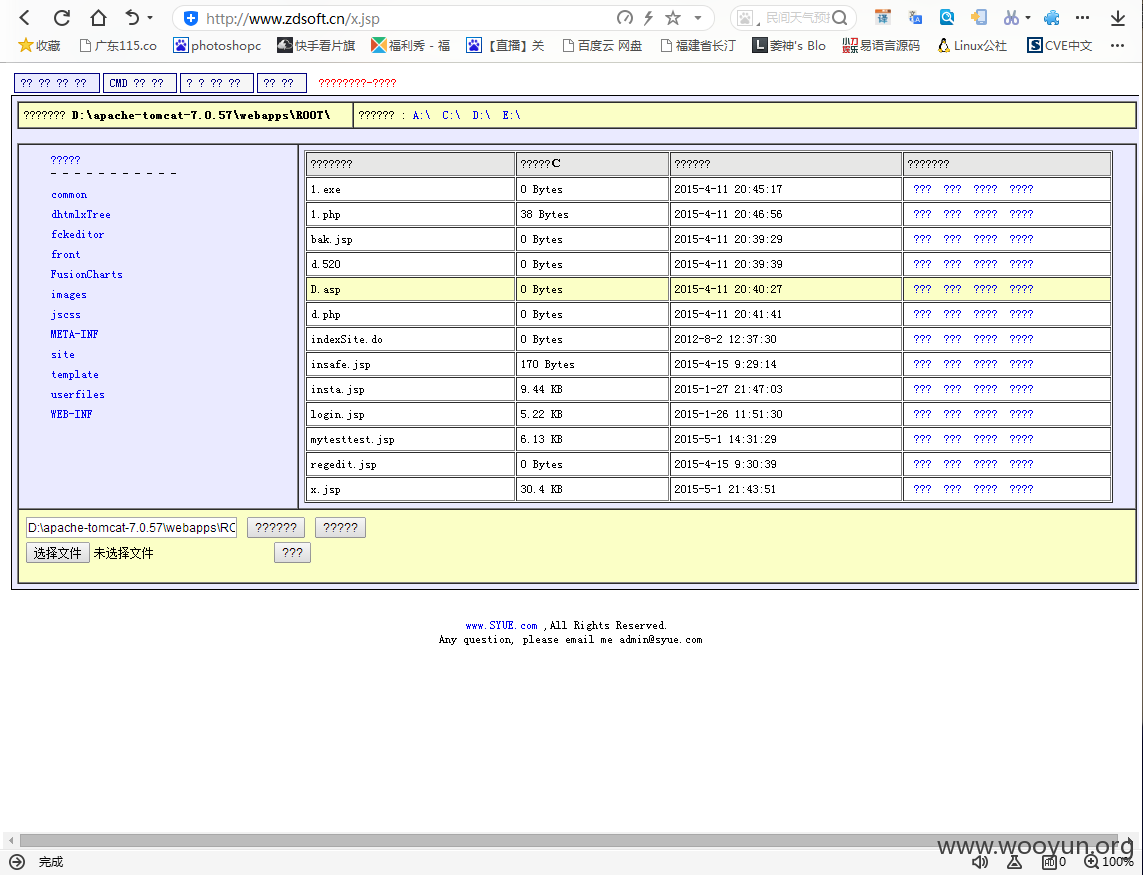 http://www.zdsoft.cn/x.jsp
民间天气预报
收藏 广东115.co photoshopc 快手看片旗 福利秀 - 福 【直播】关 百度云 网盘 福建省长汀 菱神's Blo 易语言源码 Linux公社 CVE中文
?? ?? ?? ?? CMD ?? ?? ? ? ?? ?? ?? ?? ????????-????
??????? D:\apache-tomcat-7.0.57\webapps\ROOT\ ?????? : A:\ C:\ D:\ E:\
?????
- - - - - - - - - - -
common
dhtmlxTree
fckeditor
front
FusionCharts
images
jscss
META-INF
site
template
userfiles
WEB-INF
??????? ?????C ?????? ???????
1.exe 0 Bytes 2015-4-11 20:45:17 ??? ??? ???? ????
1.php 38 Bytes 2015-4-11 20:46:56 ??? ??? ???? ????
bak.jsp 0 Bytes 2015-4-11 20:39:29 ??? ??? ???? ????
d.520 0 Bytes 2015-4-11 20:39:39 ??? ??? ???? ????
D.asp 0 Bytes 2015-4-11 20:40:27 ??? ??? ???? ????
d.php 0 Bytes 2015-4-11 20:41:41 ??? ??? ???? ????
indexSite.do 0 Bytes 2012-8-2 12:37:30 ??? ??? ???? ????
insafe.jsp 170 Bytes 2015-4-15 9:29:14 ??? ??? ???? ????
insta.jsp 9.44 KB 2015-1-27 21:47:03 ??? ??? ???? ????
login.jsp 5.22 KB 2015-1-26 11:51:30 ??? ??? ???? ????
mytesttest.jsp 6.13 KB 2015-5-1 14:31:29 ??? ??? ???? ????
regedit.jsp 0 Bytes 2015-4-15 9:30:39 ??? ??? ???? ????
x.jsp 30.4 KB 2015-5-1 21:43:51 ??? ??? ???? ????
D:\apache-tomcat-7.0.57\webapps\RO ?????? ?????
选择文件 未选择文件 ???
www.SYUE.com ,All Rights Reserved.
Any question, please email me admin@syue.com
www.wooyun.org
完成 0 100%